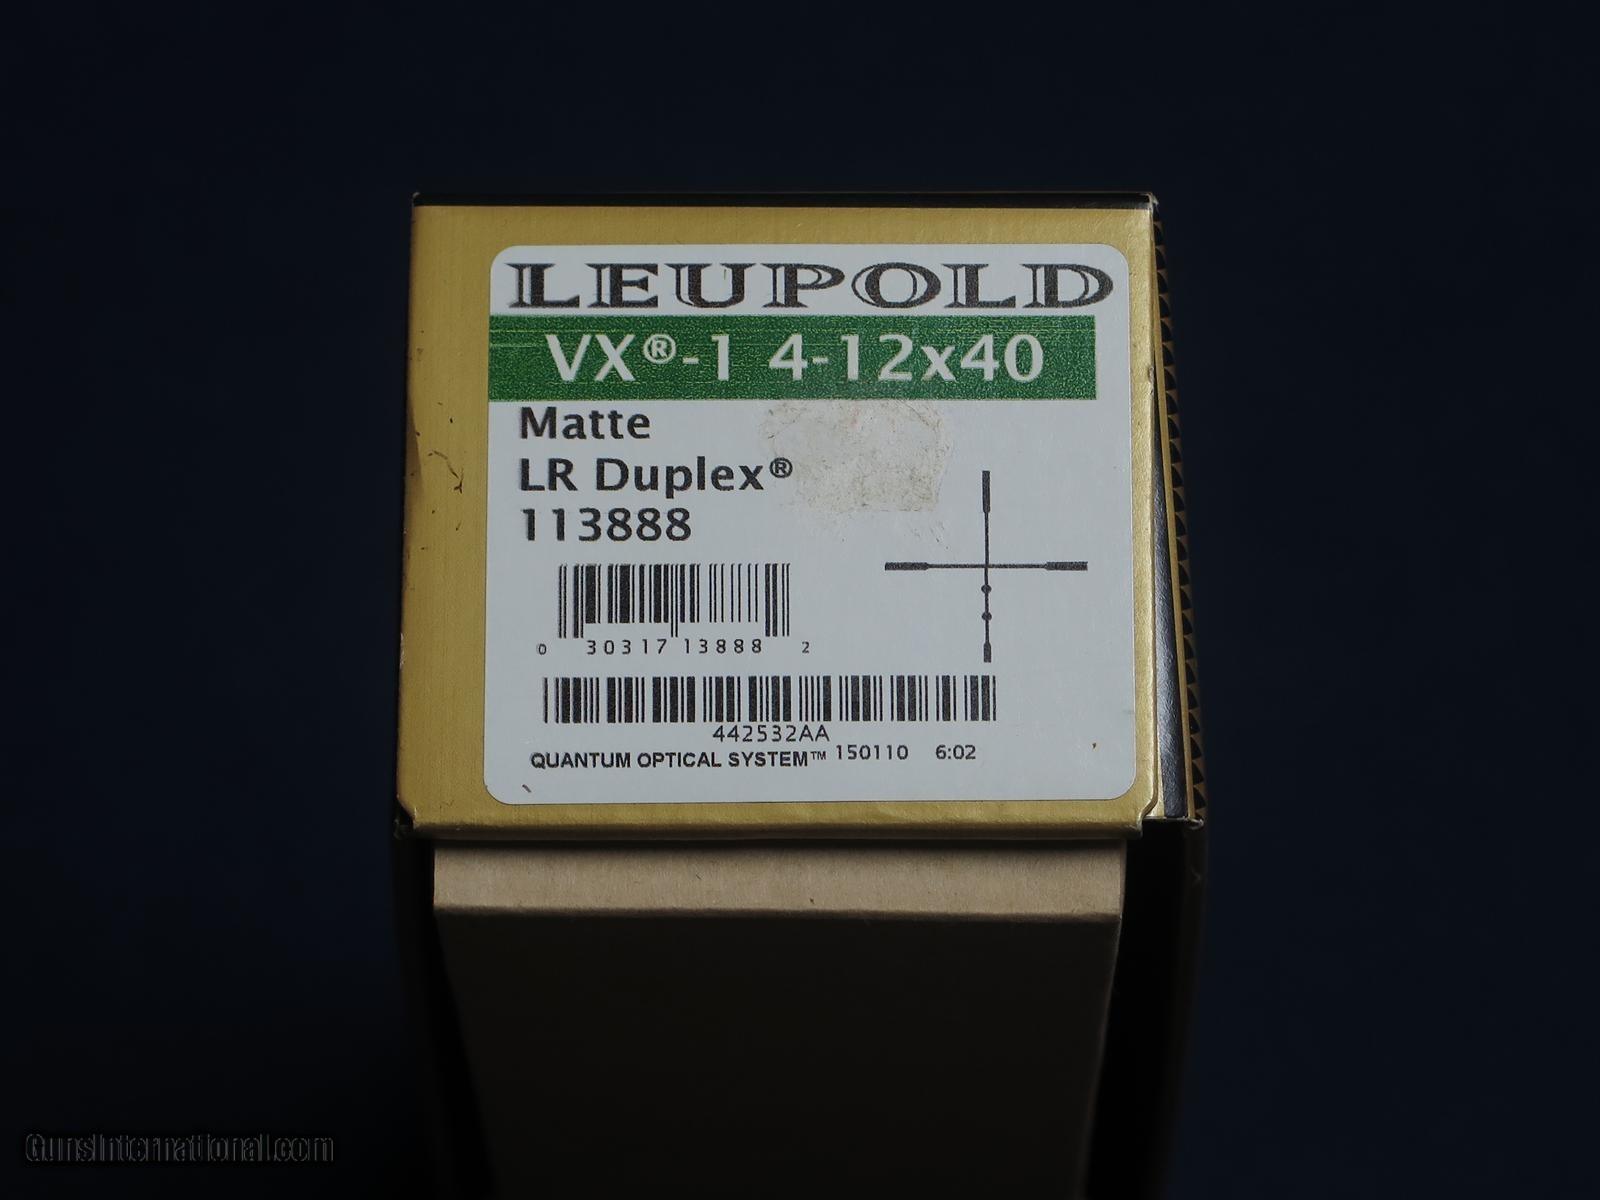 LEUPOLD
VX®-1 4-12x40
Matte
LR Duplex®
113888
0 30317 13888 2
442532AA
QUANTUM OPTICAL SYSTEM™ 150110 6:02
GunsInternational.com